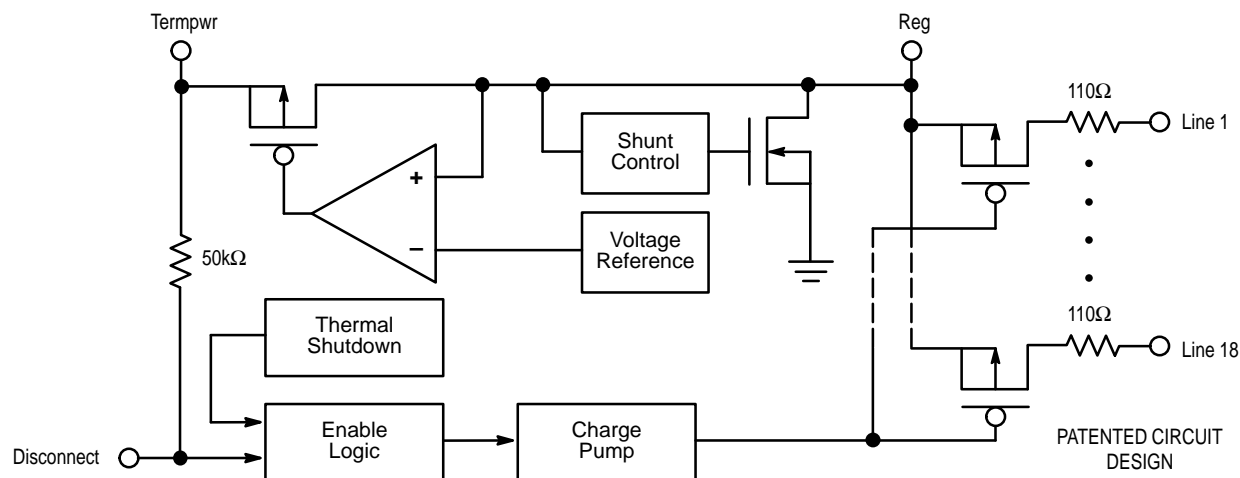 Termpwr
Reg
110Ω
Line 1
Shunt
Control
+
Voltage
Reference
−
50kΩ
Thermal
Shutdown
110Ω
Line 18
Enable
Logic
Charge
Pump
Disconnect
PATENTED CIRCUIT
DESIGN